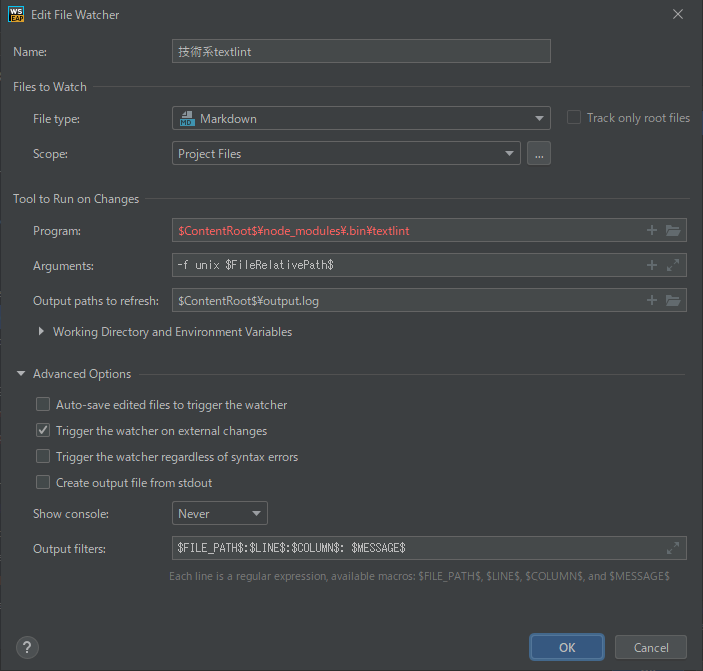 WS
EAP
Edit File Watcher
Name: 技術系textlint
Files to Watch
File type: MD↓ Markdown Track only root files
Scope: Project Files ...
Tool to Run on Changes
Program: $ContentRoot$¥node_modules¥.bin¥textlint
Arguments: -f unix $FileRelativePath$
Output paths to refresh: $ContentRoot$¥output.log
Working Directory and Environment Variables
Advanced Options
Auto-save edited files to trigger the watcher
Trigger the watcher on external changes
Trigger the watcher regardless of syntax errors
Create output file from stdout
Show console: Never
Output filters: $FILE_PATH$:$LINE$:$COLUMN$: $MESSAGE$
Each line is a regular expression, available macros: $FILE_PATH$, $LINE$, $COLUMN$, and $MESSAGE$
? OK Cancel